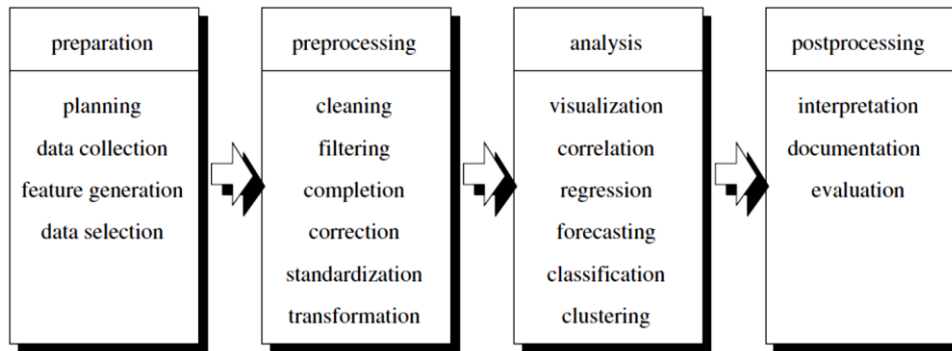 preparation
planning
data collection
feature generation
data selection
preprocessing
cleaning
filtering
completion
correction
standardization
transformation
analysis
visualization
correlation
regression
forecasting
classification
clustering
postprocessing
interpretation
documentation
evaluation